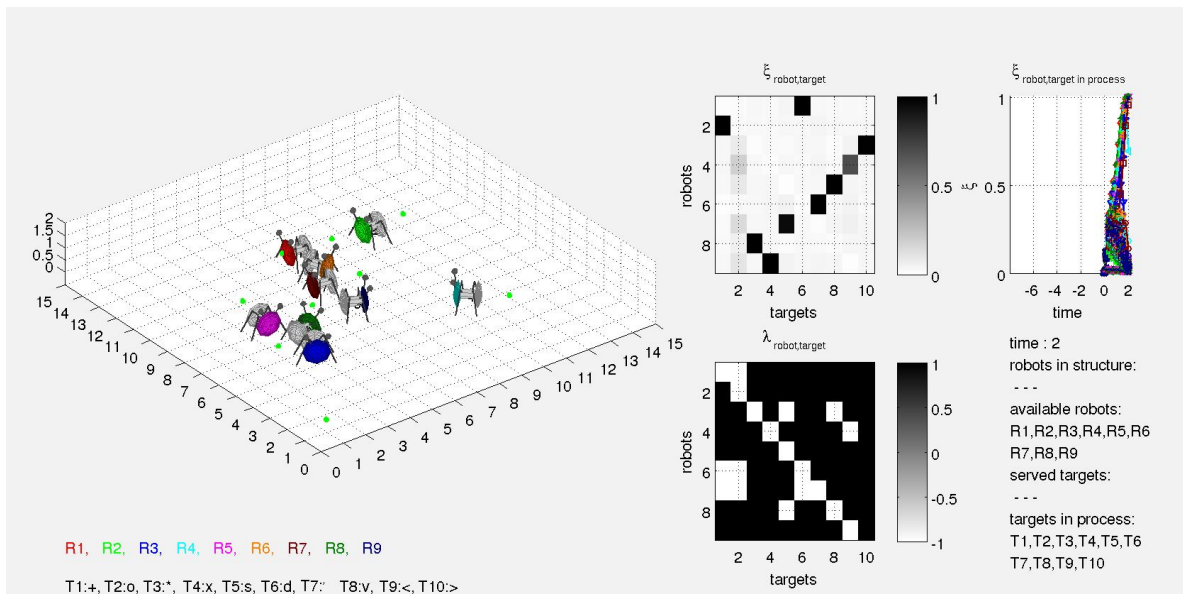 2
1.5
1
0.5
0
15
14
13
12
11
10
9
8
7
6
5
4
3
2
1
0
0
1
2
3
4
5
6
7
8
9
10
11
12
13
14
15
R1, R2, R3, R4, R5, R6, R7, R8, R9
T1:+, T2:o, T3:*, T4:x, T5:s, T6:d, T7:^ T8:v, T9:<, T10:>
ξ robot,target
robots
2
4
6
8
2 4 6 8 10
targets
1
0.5
0
ξ robot,target in process
ξ
1
0.5
0
-6 -4 -2 0 2
time
λ robot,target
robots
2
4
6
8
2 4 6 8 10
targets
1
0.5
0
-0.5
-1
time : 2
robots in structure:
- - -
available robots:
R1,R2,R3,R4,R5,R6
R7,R8,R9
served targets:
- - -
targets in process:
T1,T2,T3,T4,T5,T6
T7,T8,T9,T10